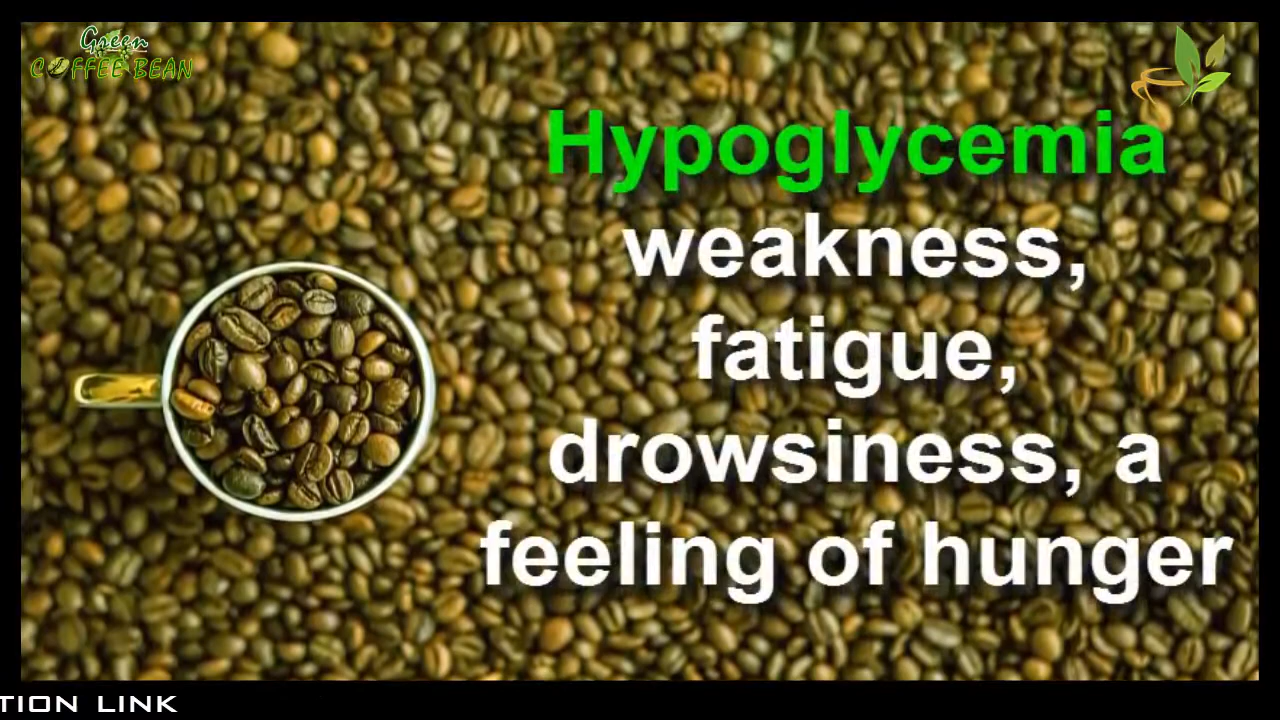 Green
COFFEE BEAN
Hypoglycemia
weakness,
fatigue,
drowsiness, a
feeling of hunger
TION LINK